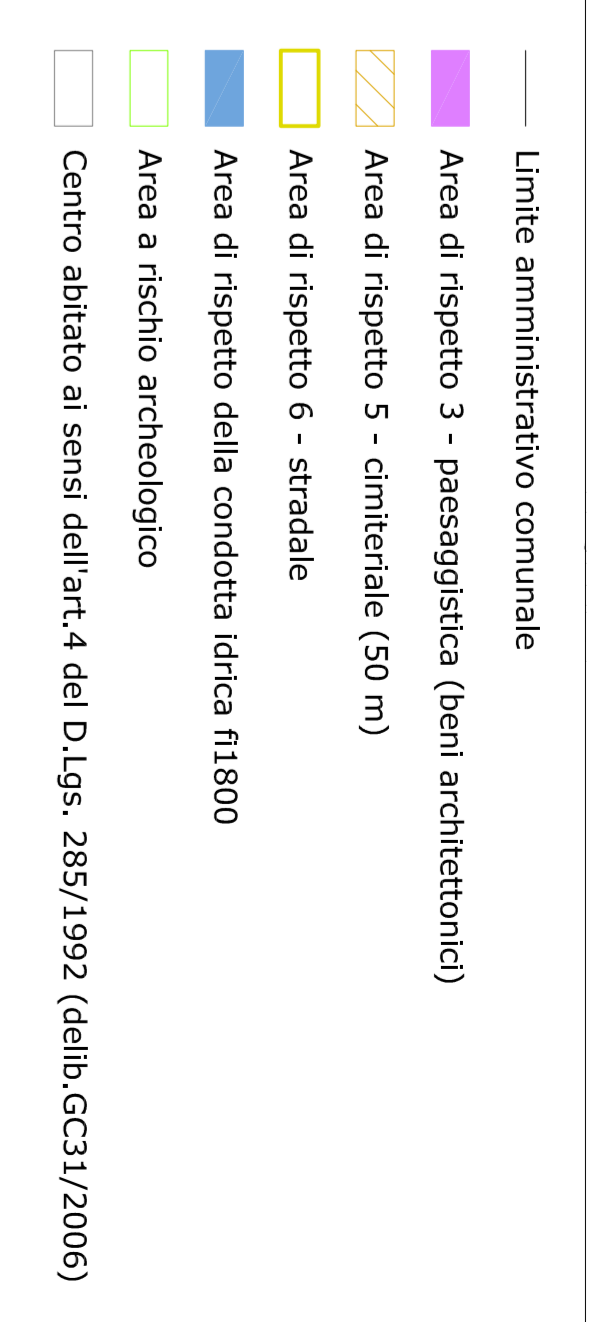 Limite amministrativo comunale
Area di rispetto 3 - paesaggistica (beni architettonici)
Area di rispetto 5 - cimiteriale (50 m)
Area di rispetto 6 - stradale
Area di rispetto della condotta idrica fi1800
Area a rischio archeologico
Centro abitato ai sensi dell'art.4 del D.Lgs. 285/1992 (delib.GC31/2006)